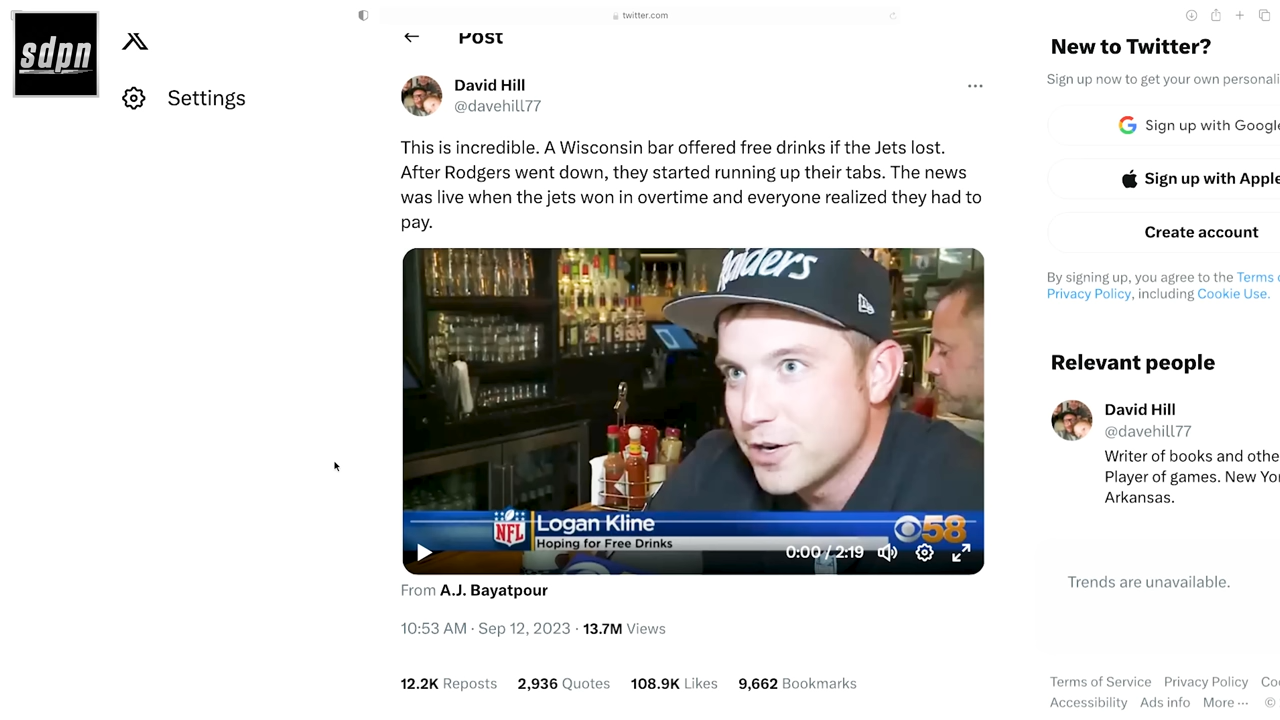 sdpn
Settings
twitter.com
Post
David Hill
@davehill77
This is incredible. A Wisconsin bar offered free drinks if the Jets lost.
After Rodgers went down, they started running up their tabs. The news
was live when the jets won in overtime and everyone realized they had to
pay.
Raiders
NFL
Logan Kline
Hoping for Free Drinks
58
0:00 / 2:19
From A.J. Bayatpour
10:53 AM · Sep 12, 2023 · 13.7M Views
12.2K Reposts 2,936 Quotes 108.9K Likes 9,662 Bookmarks
New to Twitter?
Sign up now to get your own personali
Sign up with Google
Sign up with Apple
Create account
By signing up, you agree to the Terms o
Privacy Policy, including Cookie Use.
Relevant people
David Hill
@davehill77
Writer of books and othe
Player of games. New Yor
Arkansas.
Trends are unavailable.
Terms of Service Privacy Policy Coo
Accessibility Ads info More ··· ©